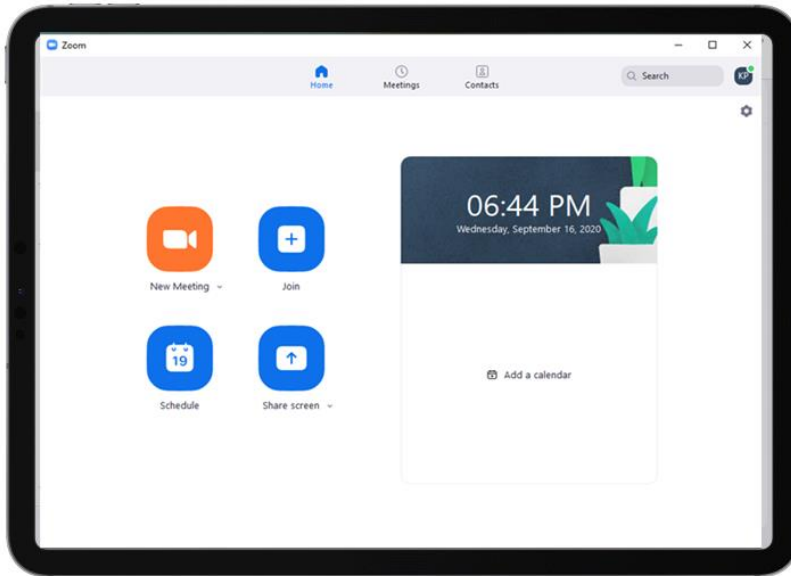 Zoom
Home
Meetings
Contacts
Search
KP
06:44 PM
Wednesday, September 16, 2020
New Meeting
Join
19
Schedule
Share screen
Add a calendar